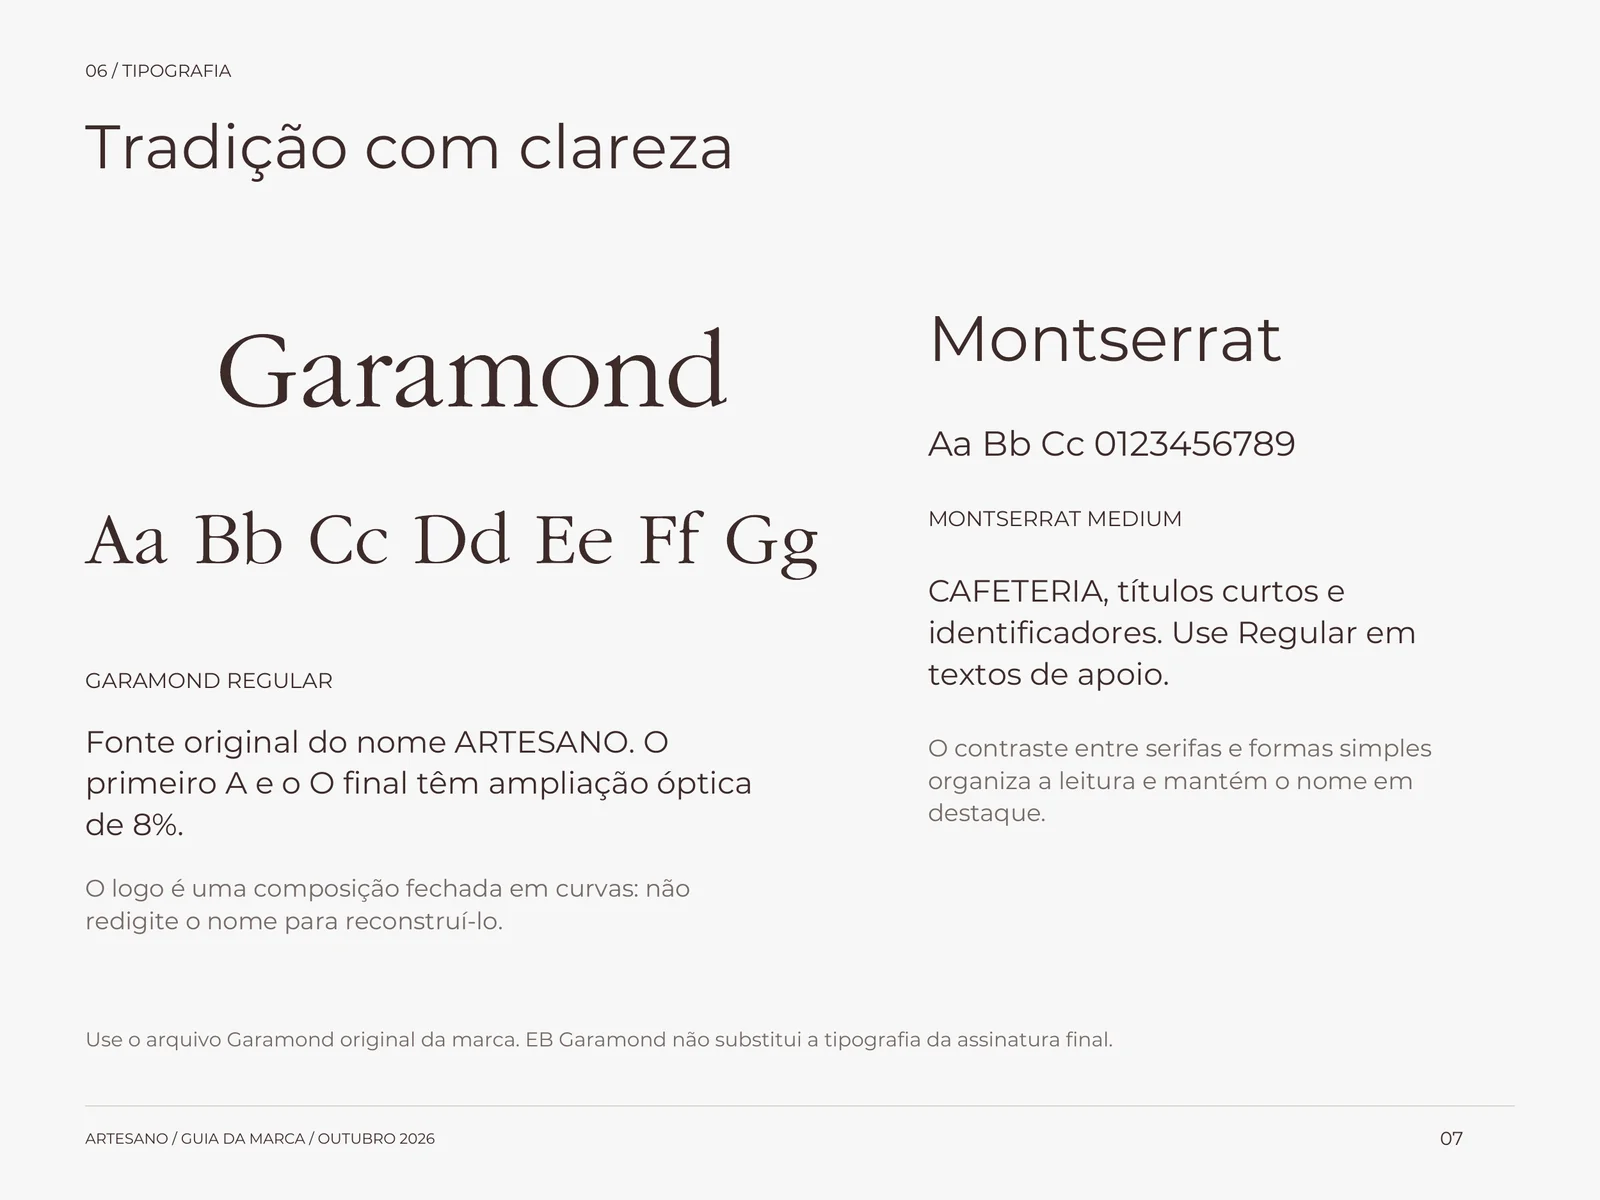 06 / TIPOGRAFIA
Tradição com clareza
Garamond
Aa Bb Cc Dd Ee Ff Gg
GARAMOND REGULAR
Fonte original do nome ARTESANO. O
primeiro A e o O final têm ampliação óptica
de 8%.
O logo é uma composição fechada em curvas: não
redigite o nome para reconstruí-lo.
Montserrat
Aa Bb Cc 0123456789
MONTSERRAT MEDIUM
CAFETERIA, títulos curtos e
identificadores. Use Regular em
textos de apoio.
O contraste entre serifas e formas simples
organiza a leitura e mantém o nome em
destaque.
Use o arquivo Garamond original da marca. EB Garamond não substitui a tipografia da assinatura final.
ARTESANO / GUIA DA MARCA / OUTUBRO 2026
07